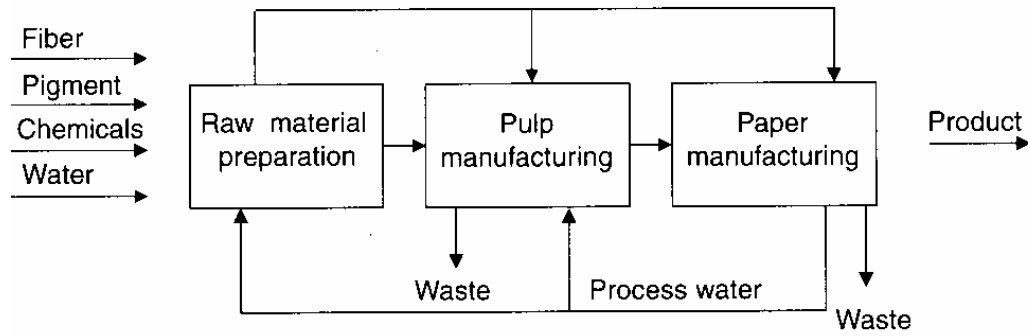 Fiber
Pigment
Chemicals
Water
Raw material
preparation
Pulp
manufacturing
Paper
manufacturing
Product
Waste
Process water
Waste